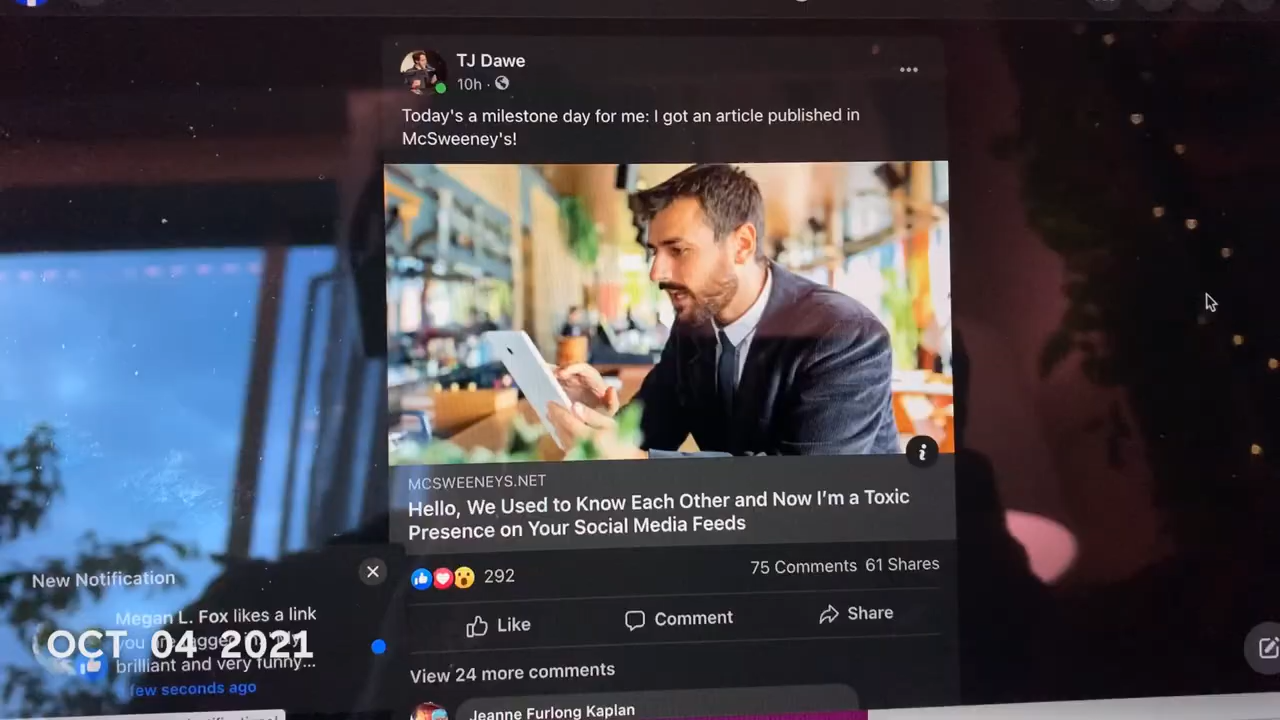 TJ Dawe
10h ·
Today's a milestone day for me: I got an article published in
McSweeney's!
MCSWEENEYS.NET
Hello, We Used to Know Each Other and Now I'm a Toxic
Presence on Your Social Media Feeds
292
75 Comments 61 Shares
Like
Comment
Share
View 24 more comments
Jeanne Furlong Kaplan
New Notification
Megan L. Fox likes a link
you
brilliant and very funny...
few seconds ago
OCT 04 2021